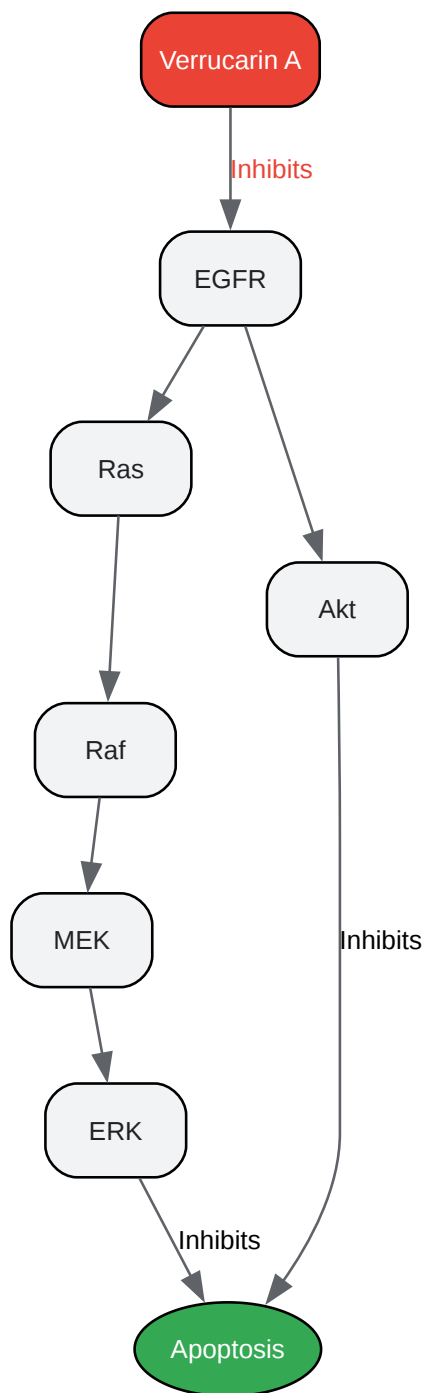 Verrucarin A
Inhibits
EGFR
Ras
Akt
Raf
MEK
Inhibits
ERK
Inhibits
Apoptosis